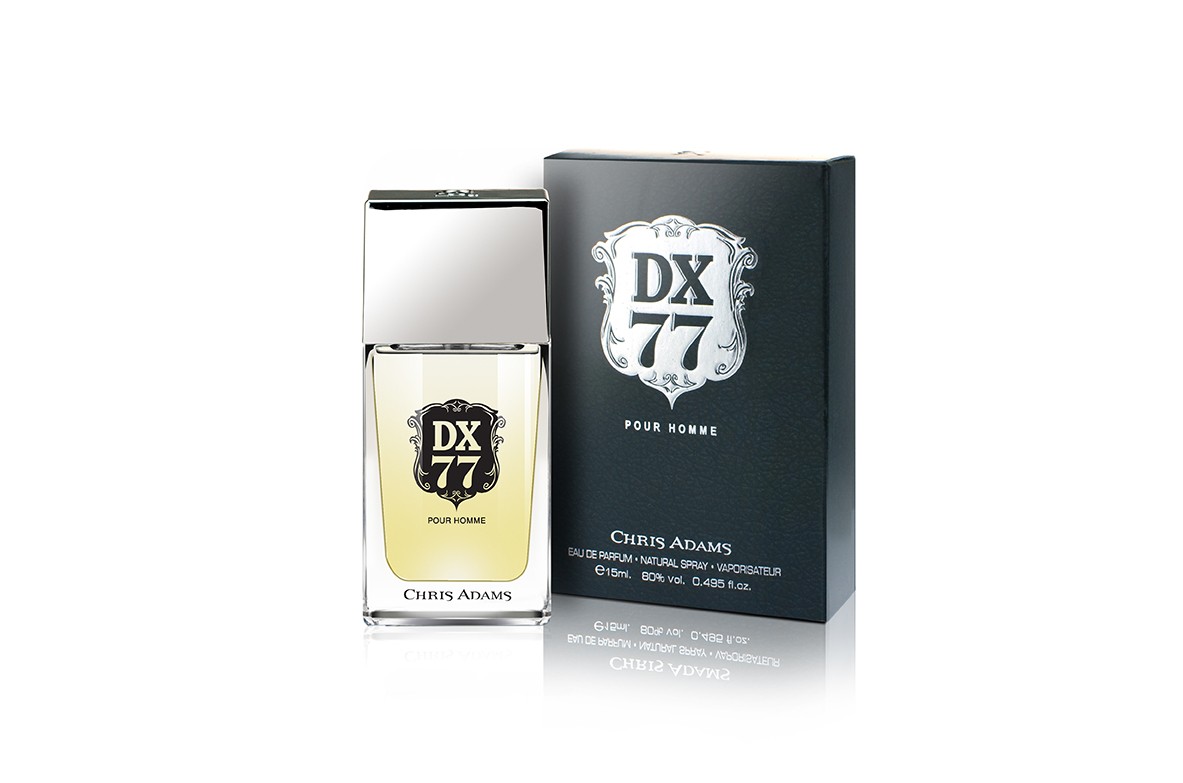 DX
77
POUR HOMME
CHRIS ADAMS
DX
77
POUR HOMME
CHRIS ADAMS
EAU DE PARFUM • NATURAL SPRAY • VAPORISATEUR
℮15ml. 80% vol. 0.495 fl.oz.